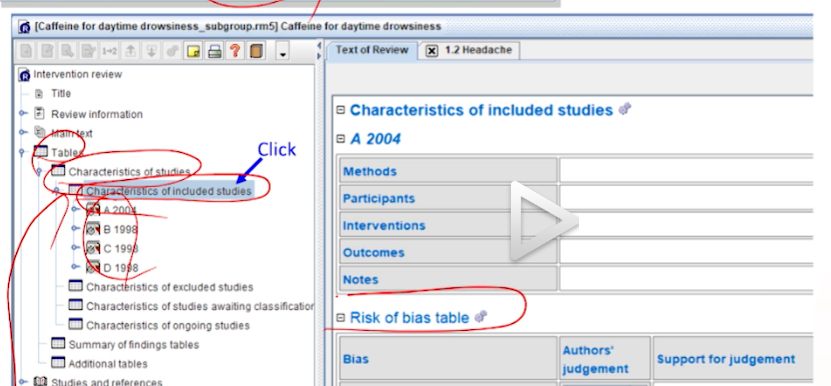 [Caffeine for daytime drowsiness_subgroup.rm5] Caffeine for daytime drowsiness
Intervention review
Title
Review information
Main text
Tables
Characteristics of studies
Click
Characteristics of included studies
A 2004
B 1998
C 1998
D 1998
Characteristics of excluded studies
Characteristics of studies awaiting classification
Characteristics of ongoing studies
Summary of findings tables
Additional tables
Studies and references
Text of Review
1.2 Headache
Characteristics of included studies
A 2004
Methods
Participants
Interventions
Outcomes
Notes
Risk of bias table
Bias
Authors' judgement
Support for judgement